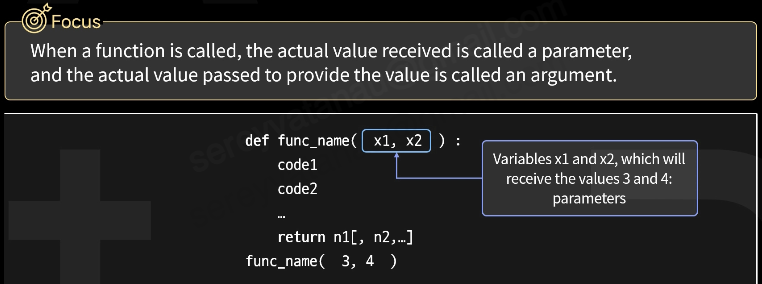 Focus
When a function is called, the actual value received is called a parameter,
and the actual value passed to provide the value is called an argument.
def func_name( x1, x2 ) :
code1
code2
…
return n1[, n2,…]
func_name( 3, 4 )
Variables x1 and x2, which will
receive the values 3 and 4:
parameters